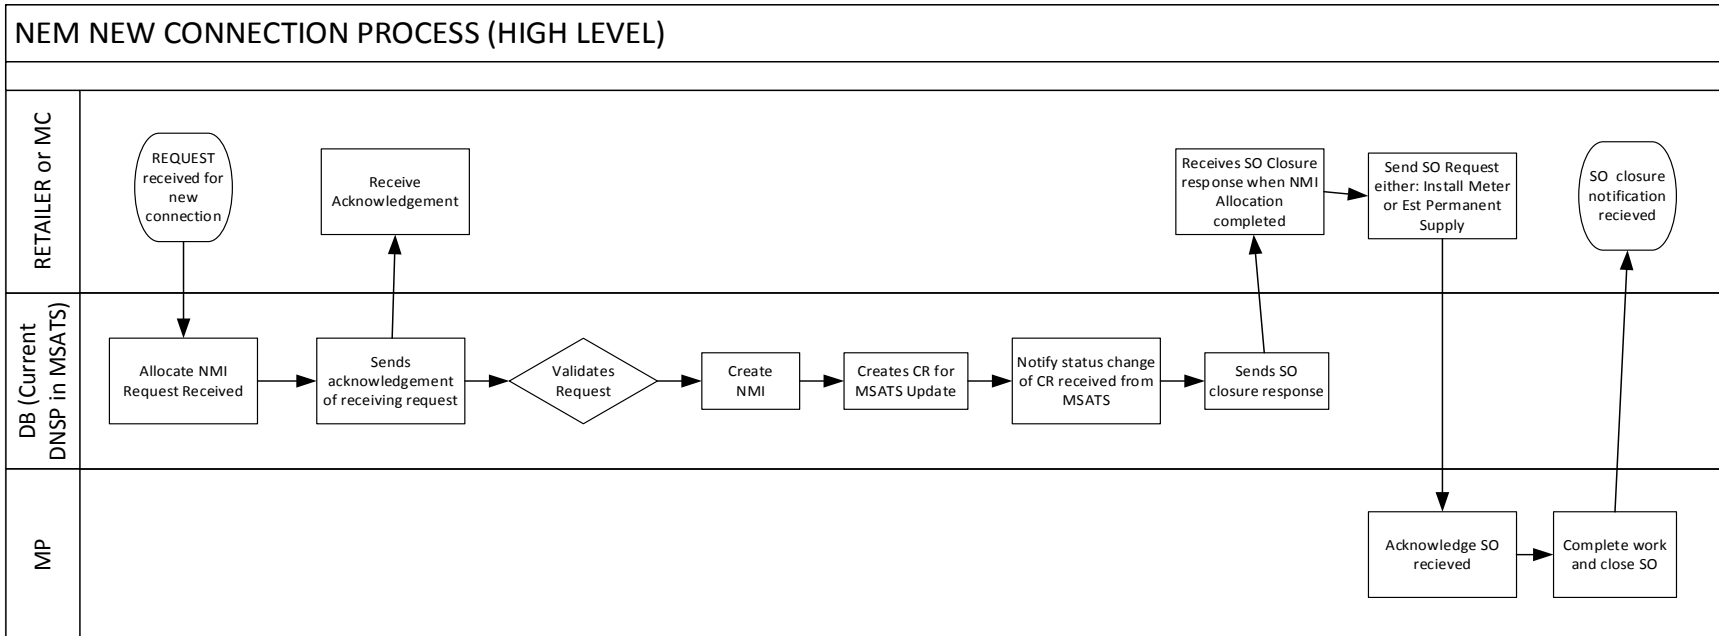 NEM NEW CONNECTION PROCESS (HIGH LEVEL)
RETAILER or MC
REQUEST
received for
new
connection
Receive
Acknowledgement
Receives SO Closure
response when NMI
Allocation
completed
Send SO Request
either: Install Meter
or Est Permanent
Supply
SO closure
notification
recieved
DB (Current
DNSP in MSATS)
Allocate NMI
Request Received
Sends
acknowledgement
of receiving request
Validates
Request
Create
NMI
Creates CR for
MSATS Update
Notify status change
of CR received from
MSATS
Sends SO
closure response
MP
Acknowledge SO
recieved
Complete work
and close SO